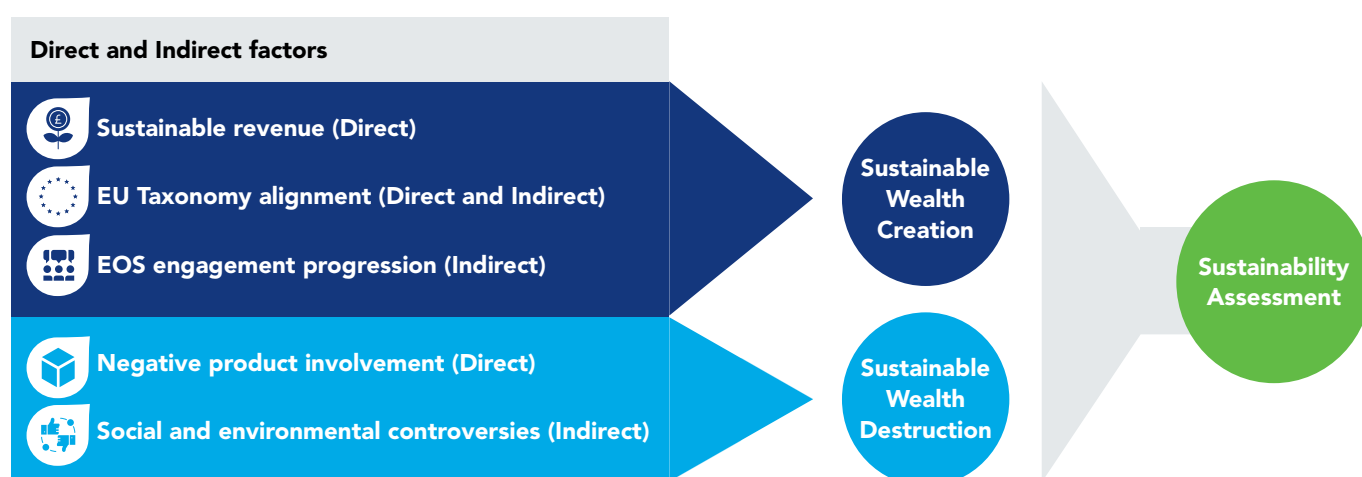 Direct and Indirect factors
£
Sustainable revenue (Direct)
EU Taxonomy alignment (Direct and Indirect)
EOS engagement progression (Indirect)
Negative product involvement (Direct)
Social and environmental controversies (Indirect)
Sustainable
Wealth
Creation
Sustainable
Wealth
Destruction
Sustainability
Assessment